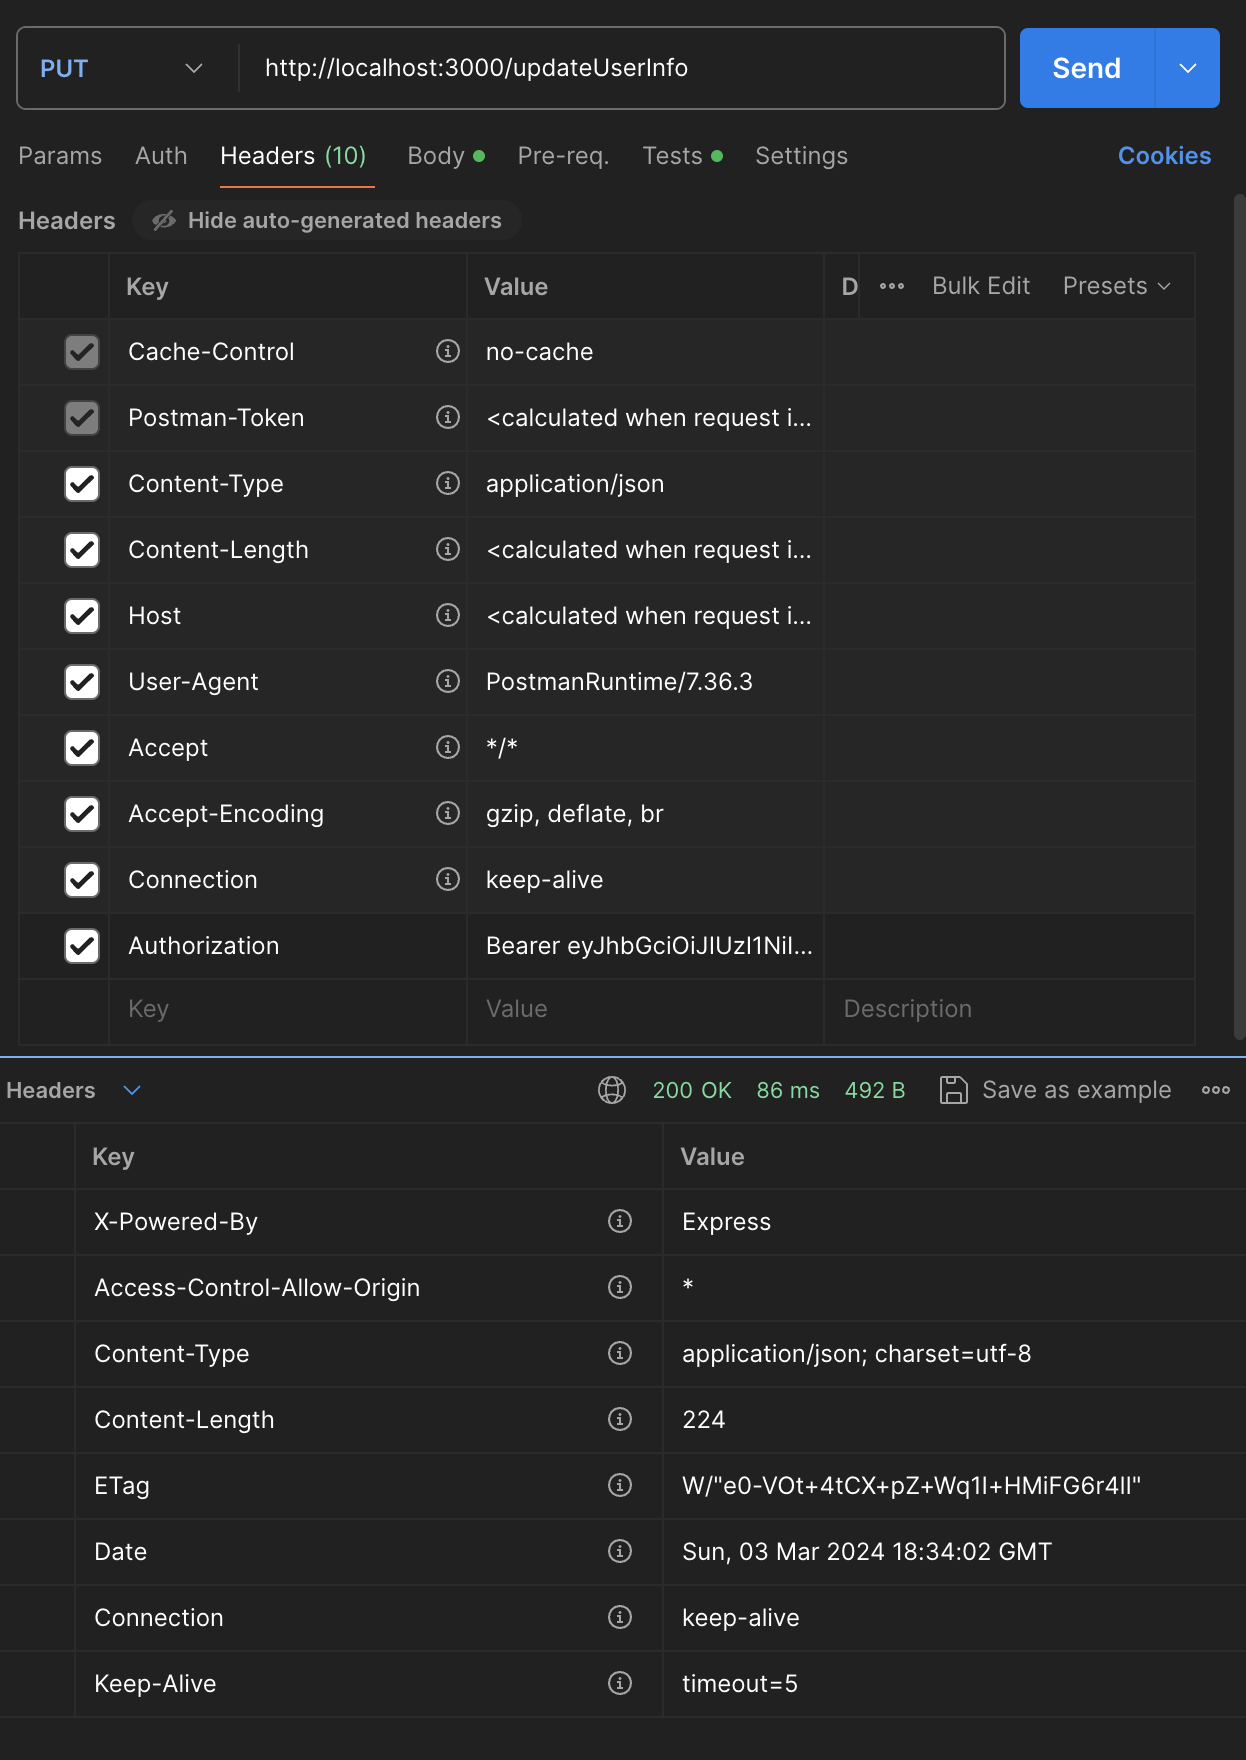 PUT http://localhost:3000/updateUserInfo Send
Params Auth Headers (10) Body Pre-req. Tests Settings Cookies
Headers Hide auto-generated headers
Key Value D Bulk Edit Presets
Cache-Control no-cache
Postman-Token <calculated when request i...
Content-Type application/json
Content-Length <calculated when request i...
Host <calculated when request i...
User-Agent PostmanRuntime/7.36.3
Accept */*
Accept-Encoding gzip, deflate, br
Connection keep-alive
Authorization Bearer eyJhbGciOiJIUzI1NiI...
Key Value Description
Headers 200 OK 86 ms 492 B Save as example
Key Value
X-Powered-By Express
Access-Control-Allow-Origin *
Content-Type application/json; charset=utf-8
Content-Length 224
ETag W/"e0-VOt+4tCX+pZ+Wq1I+HMiFG6r4II"
Date Sun, 03 Mar 2024 18:34:02 GMT
Connection keep-alive
Keep-Alive timeout=5